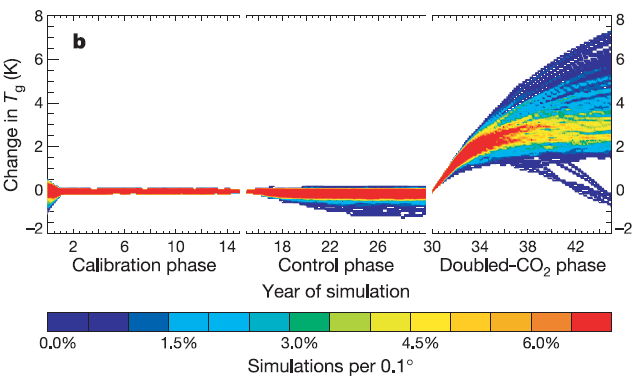 b
Change in Tg (K)
8 8
6 6
4 4
2 2
0 0
−2 −2
2 6 10 14 18 22 26 30 34 38 42
Calibration phase Control phase Doubled-CO2 phase
Year of simulation
0.0% 1.5% 3.0% 4.5% 6.0%
Simulations per 0.1°